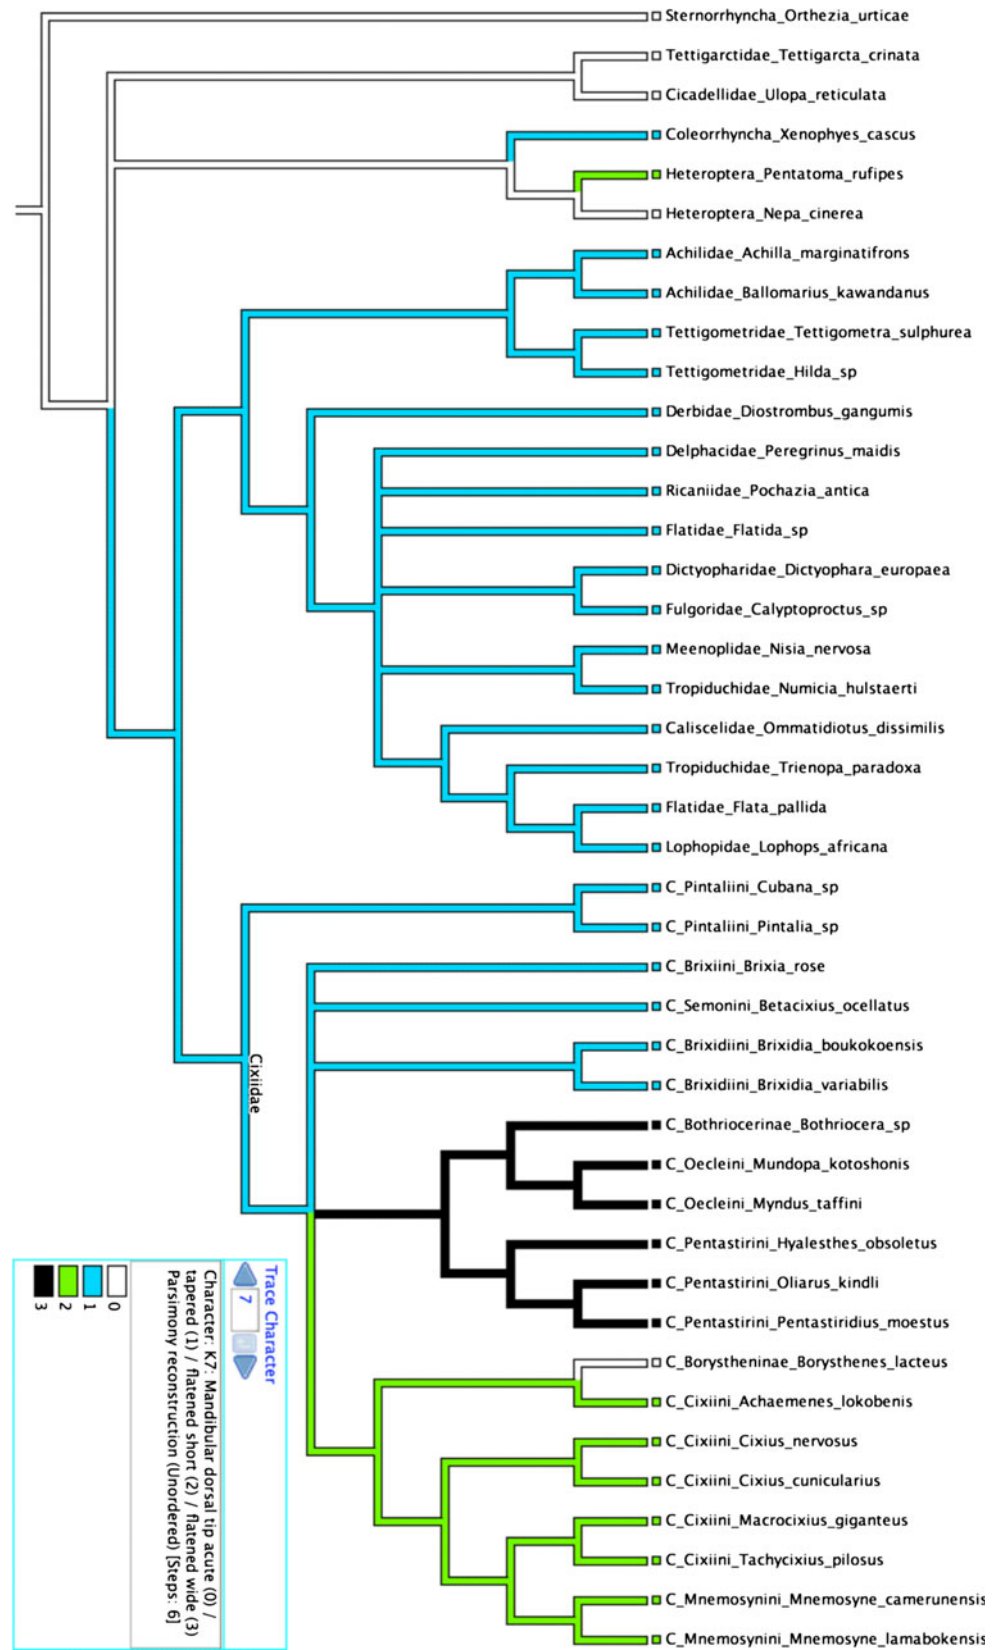 Sternorrhyncha_Orthezia_urticae
Tettigarctidae_Tettigarcta_crinata
Cicadellidae_Ulopa_reticulata
Coleorrhyncha_Xenophyes_cascus
Heteroptera_Pentatoma_rufipes
Heteroptera_Nepa_cinerea
Achilidae_Achilla_marginatifrons
Achilidae_Ballomarius_kawandanus
Tettigometridae_Tettigometra_sulphurea
Tettigometridae_Hilda_sp
Derbidae_Diostrombus_gangumis
Delphacidae_Peregrinus_maidis
Ricaniidae_Pochazia_antica
Flatidae_Flatida_sp
Dictyopharidae_Dictyophara_europaea
Fulgoridae_Calyptoproctus_sp
Meenoplidae_Nisia_nervosa
Tropiduchidae_Numicia_hulstaerti
Caliscelidae_Ommatidiotus_dissimilis
Tropiduchidae_Trienopa_paradoxa
Flatidae_Flata_pallida
Lophopidae_Lophops_africana
C_Pintaliini_Cubana_sp
C_Pintaliini_Pintalia_sp
C_Brixiini_Brixia_rose
C_Semonini_Betacixius_ocellatus
C_Brixidiini_Brixidia_boukokoensis
C_Brixidiini_Brixidia_variabilis
C_Bothriocerinae_Bothriocera_sp
C_Oecleini_Mundopa_kotoshonis
C_Oecleini_Myndus_taffini
C_Pentastirini_Hyalesthes_obsoletus
C_Pentastirini_Oliarus_kindli
C_Pentastirini_Pentastiridius_moestus
C_Borystheninae_Borysthenes_lacteus
C_Cixiini_Achaemenes_lokobenis
C_Cixiini_Cixius_nervosus
C_Cixiini_Cixius_cunicularius
C_Cixiini_Macrocixius_giganteus
C_Cixiini_Tachycixius_pilosus
C_Mnemosynini_Mnemosyne_camerunensis
C_Mnemosynini_Mnemosyne_lamabokensis
Cixiidae
Trace Character
7
Character: K7: Mandibular dorsal tip acute (0) /
tapered (1) / flatened short (2) / flatened wide (3)
Parsimony reconstruction (Unordered) [Steps: 6]
0
1
2
3